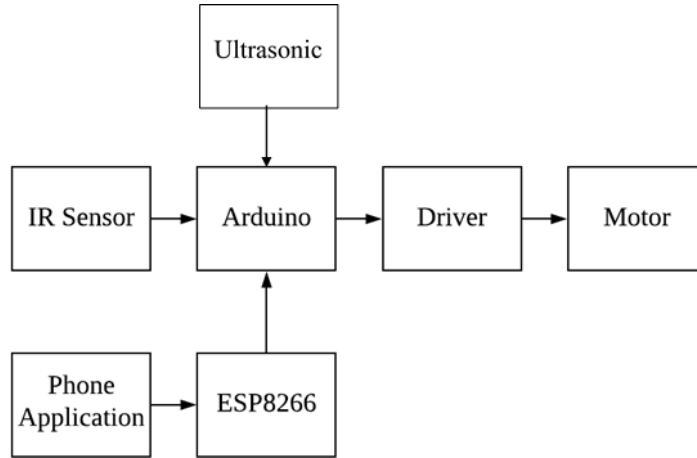 Ultrasonic
IR Sensor
Arduino
Driver
Motor
Phone
Application
ESP8266